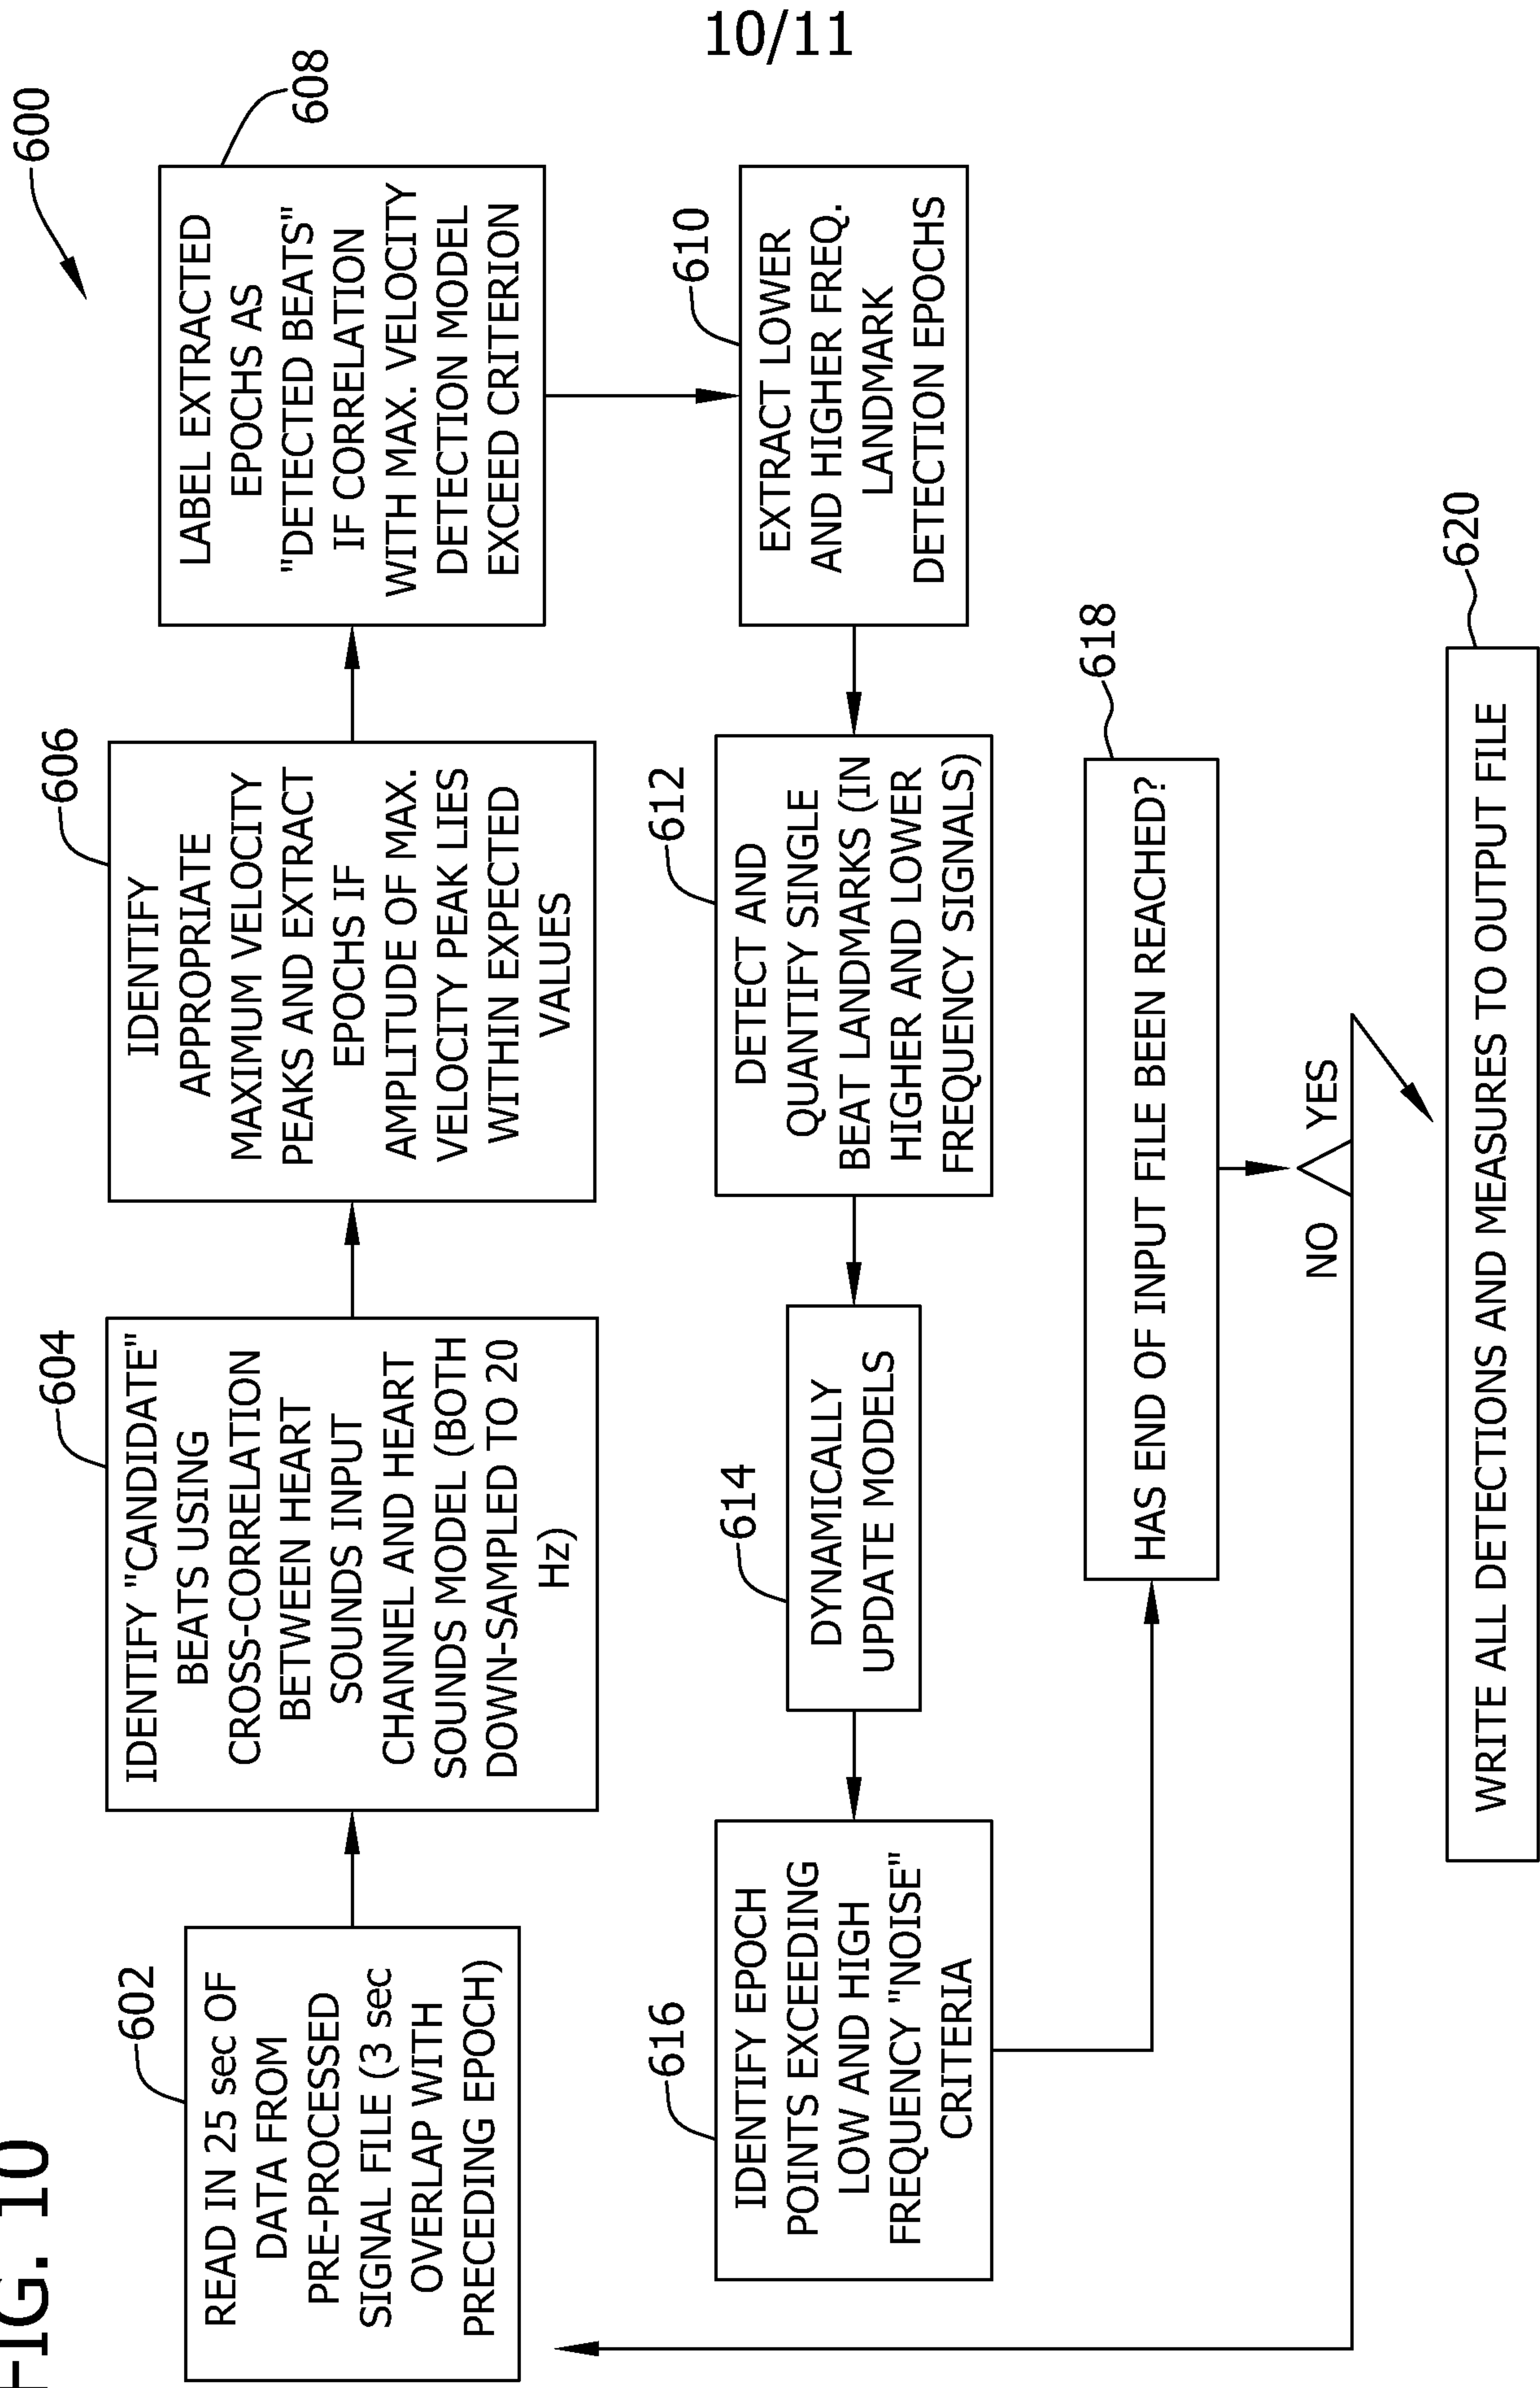 10/11
FIG. 10
600
602
READ IN 25 sec OF
DATA FROM
PRE-PROCESSED
SIGNAL FILE (3 sec
OVERLAP WITH
PRECEDING EPOCH)
604
IDENTIFY "CANDIDATE"
BEATS USING
CROSS-CORRELATION
BETWEEN HEART
SOUNDS INPUT
CHANNEL AND HEART
SOUNDS MODEL (BOTH
DOWN-SAMPLED TO 20
Hz)
606
IDENTIFY
APPROPRIATE
MAXIMUM VELOCITY
PEAKS AND EXTRACT
EPOCHS IF
AMPLITUDE OF MAX.
VELOCITY PEAK LIES
WITHIN EXPECTED
VALUES
608
LABEL EXTRACTED
EPOCHS AS
"DETECTED BEATS"
IF CORRELATION
WITH MAX. VELOCITY
DETECTION MODEL
EXCEED CRITERION
610
EXTRACT LOWER
AND HIGHER FREQ.
LANDMARK
DETECTION EPOCHS
612
DETECT AND
QUANTIFY SINGLE
BEAT LANDMARKS (IN
HIGHER AND LOWER
FREQUENCY SIGNALS)
614
DYNAMICALLY
UPDATE MODELS
616
IDENTIFY EPOCH
POINTS EXCEEDING
LOW AND HIGH
FREQUENCY "NOISE"
CRITERIA
618
HAS END OF INPUT FILE BEEN REACHED?
NO YES
620
WRITE ALL DETECTIONS AND MEASURES TO OUTPUT FILE